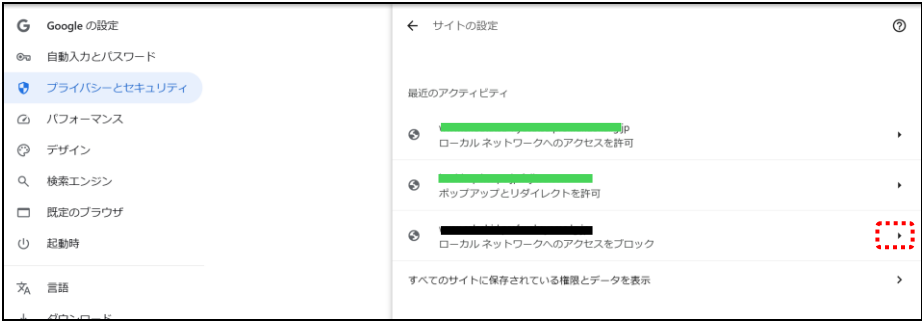 Google の設定
自動入力とパスワード
プライバシーとセキュリティ
パフォーマンス
デザイン
検索エンジン
既定のブラウザ
起動時
言語
ダウンロード
サイトの設定
最近のアクティビティ
ローカル ネットワークへのアクセスを許可
ポップアップとリダイレクトを許可
ローカル ネットワークへのアクセスをブロック
すべてのサイトに保存されている権限とデータを表示